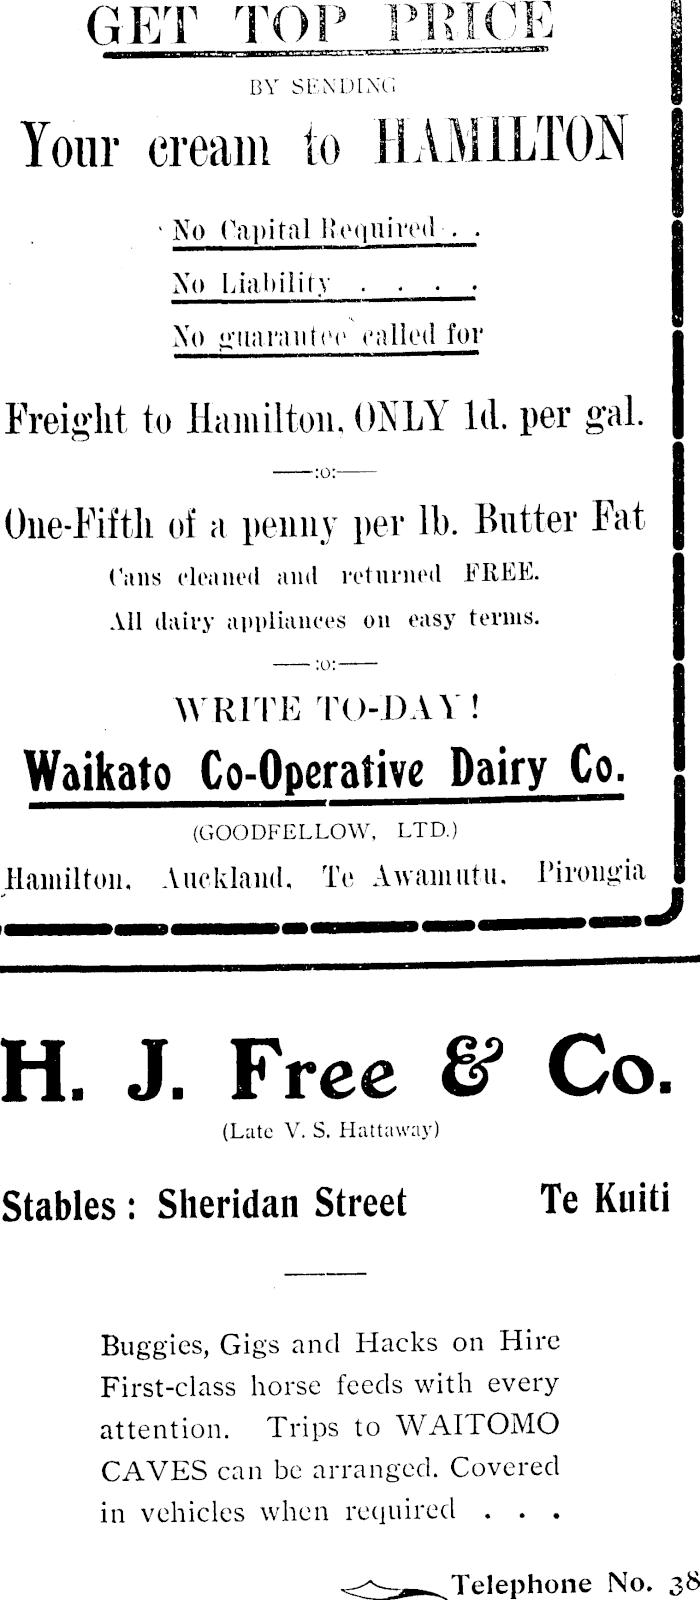 GET TOP PRICE
BY SENDING
Your cream to HAMILTON
No Capital Required . .
No Liability . . . .
No guarantee called for
Freight to Hamilton, ONLY 1d. per gal.
——:o:——
One-Fifth of a penny per lb. Butter Fat
Cans cleaned and returned FREE.
All dairy appliances on easy terms.
——:o:——
WRITE TO-DAY!
Waikato Co-Operative Dairy Co.
(GOODFELLOW, LTD.)
Hamilton, Auckland, Te Awamutu, Pirongia
H. J. Free & Co.
(Late V. S. Hattaway)
Stables : Sheridan Street Te Kuiti
Buggies, Gigs and Hacks on Hire
First-class horse feeds with every
attention. Trips to WAITOMO
CAVES can be arranged. Covered
in vehicles when required . . .
Telephone No. 38